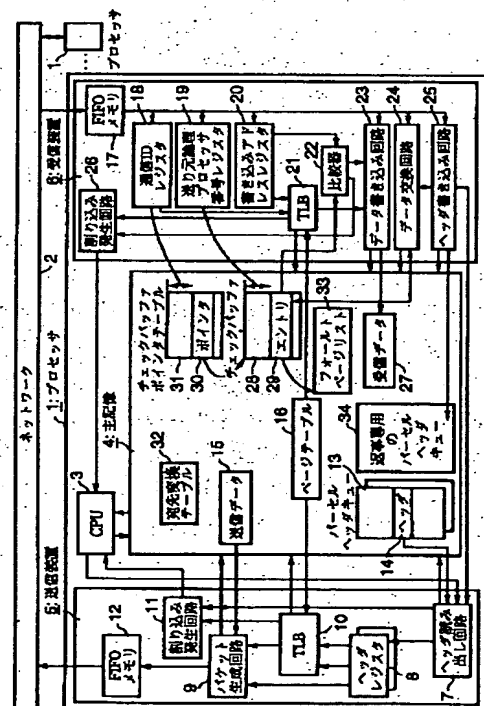 ネットワーク
2
1
プロセッサ
1:プロセッサ
4:主記憶
3
CPU
5:送信装置
12
FIFO
メモリ
11
割り込み
発生回路
9
パケット
生成回路
10
TLB
8
ヘッダ
レジスタ
7
ヘッダ読み
出し回路
32
宛先変換
テーブル
15
送信データ
16
ページテーブル
13
パーセル
ヘッダキュー
14
ヘッダ
34
返事専用の
パーセル
ヘッダ
キュー
チェックバッファ
ポインタテーブル
31
30
ポインタ
チェックバッファ
28
29
エントリ
33
フォールト
ページリスト
27
受信データ
6:受信装置
26
割り込み
発生回路
17
FIFO
メモリ
18
通信ID
レジスタ
19
送り元論理
プロセッサ
番号レジスタ
20
書き込みアド
レスレジスタ
21
TLB
22
比較器
23
データ書き込み回路
24
データ交換回路
25
ヘッダ書き込み回路